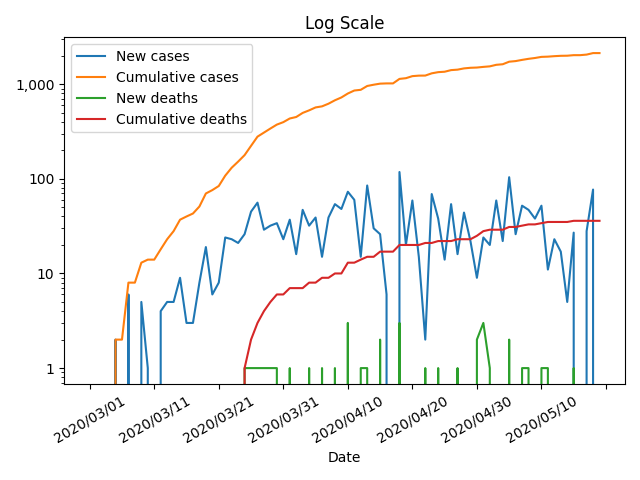 Log Scale
New cases
Cumulative cases
New deaths
Cumulative deaths
1,000
100
10
1
2020/03/01
2020/03/11
2020/03/21
2020/03/31
2020/04/10
2020/04/20
2020/04/30
2020/05/10
Date